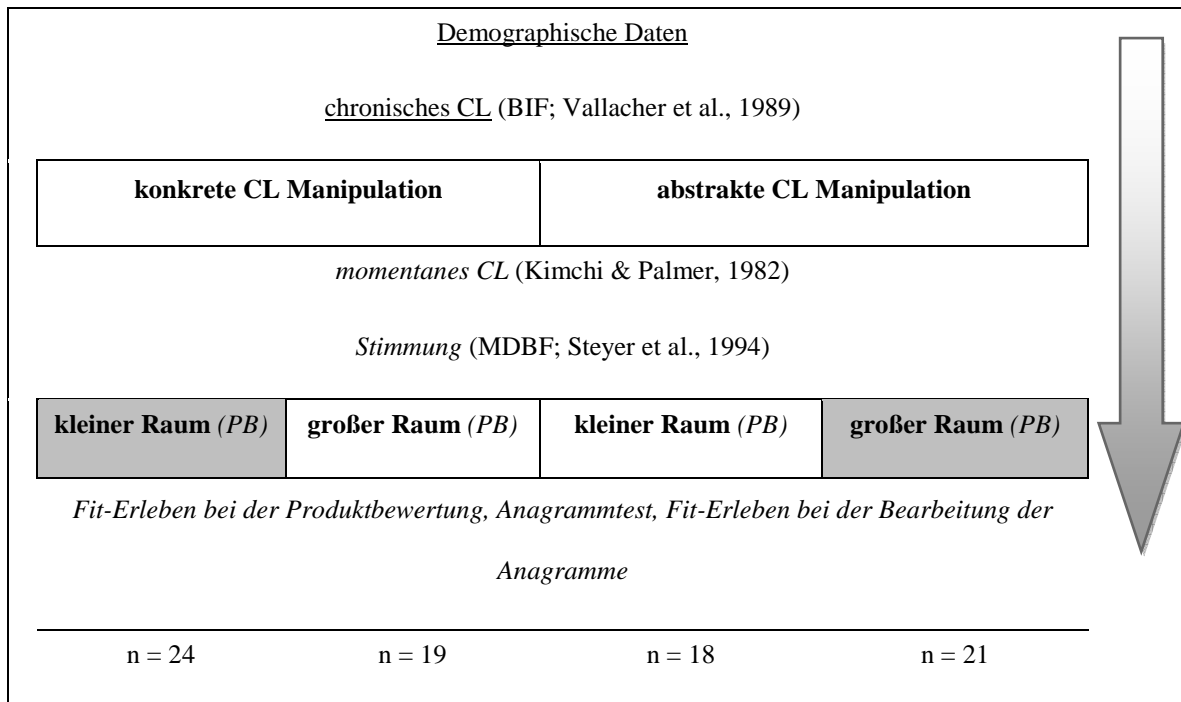 Demographische Daten
chronisches CL (BIF; Vallacher et al., 1989)
konkrete CL Manipulation
abstrakte CL Manipulation
momentanes CL (Kimchi & Palmer, 1982)
Stimmung (MDBF; Steyer et al., 1994)
kleiner Raum (PB)
großer Raum (PB)
kleiner Raum (PB)
großer Raum (PB)
Fit-Erleben bei der Produktbewertung, Anagrammtest, Fit-Erleben bei der Bearbeitung der
Anagramme
n = 24
n = 19
n = 18
n = 21